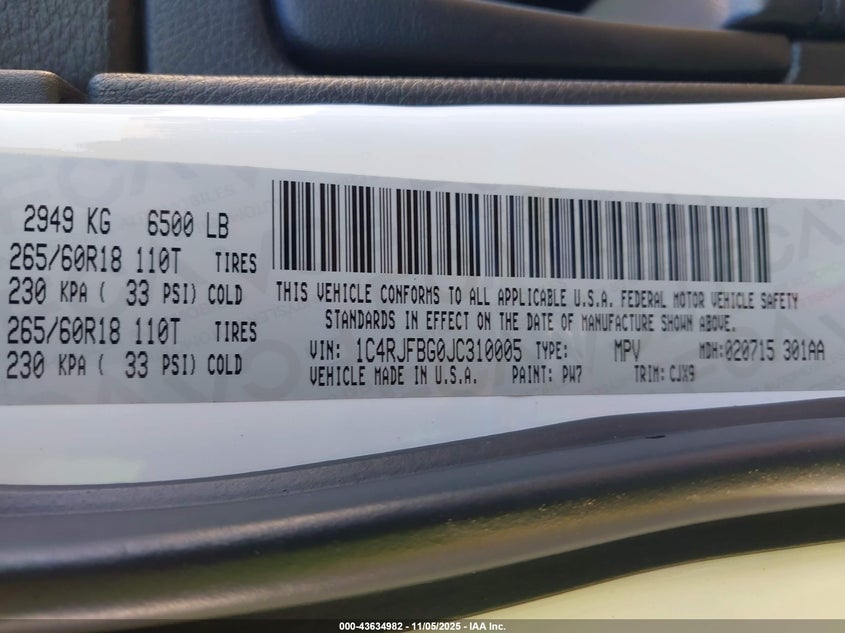 2949 KG 6500 LB
265/60R18 110T TIRES
230 KPA ( 33 PSI) COLD
265/60R18 110T TIRES
230 KPA ( 33 PSI) COLD
THIS VEHICLE CONFORMS TO ALL APPLICABLE U.S.A. FEDERAL MOTOR VEHICLE SAFETY
STANDARDS IN EFFECT ON THE DATE OF MANUFACTURE SHOWN ABOVE.
VIN: 1C4RJFBG0JC310005 TYPE: MPV MDH:020715 301AA
VEHICLE MADE IN U.S.A. PAINT: PW7 TRIM: CJX9
000-43634982 - 11/05/2025 - IAA Inc.